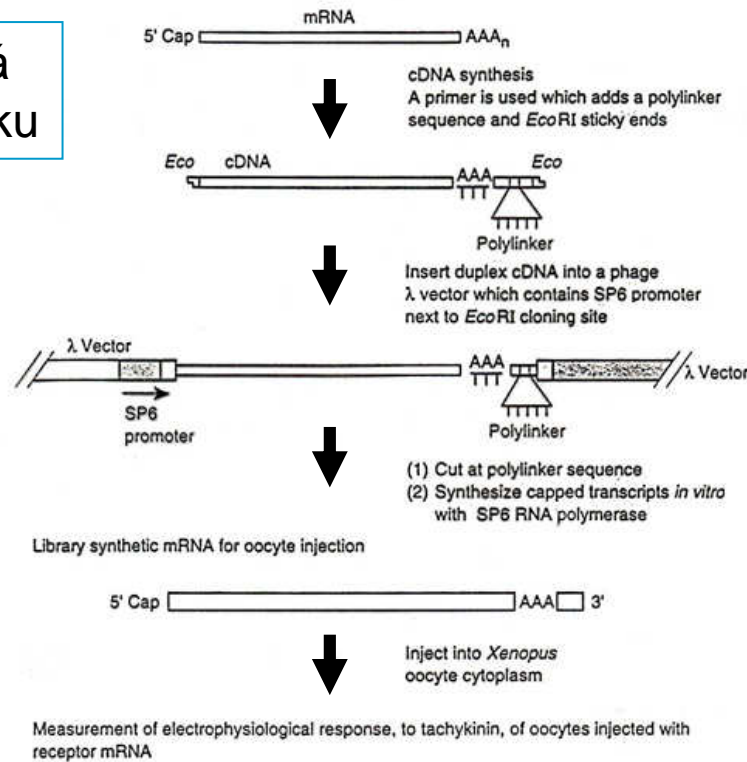 á
ku
mRNA
5' Cap
AAAn
cDNA synthesis
A primer is used which adds a polylinker
sequence and EcoRI sticky ends
Eco
cDNA
AAA
Eco
Polylinker
Insert duplex cDNA into a phage
λ vector which contains SP6 promoter
next to EcoRI cloning site
λ Vector
AAA
λ Vector
SP6
promoter
Polylinker
(1) Cut at polylinker sequence
(2) Synthesize capped transcripts in vitro
with SP6 RNA polymerase
Library synthetic mRNA for oocyte injection
5' Cap
AAA
3'
Inject into Xenopus
oocyte cytoplasm
Measurement of electrophysiological response, to tachykinin, of oocytes injected with
receptor mRNA